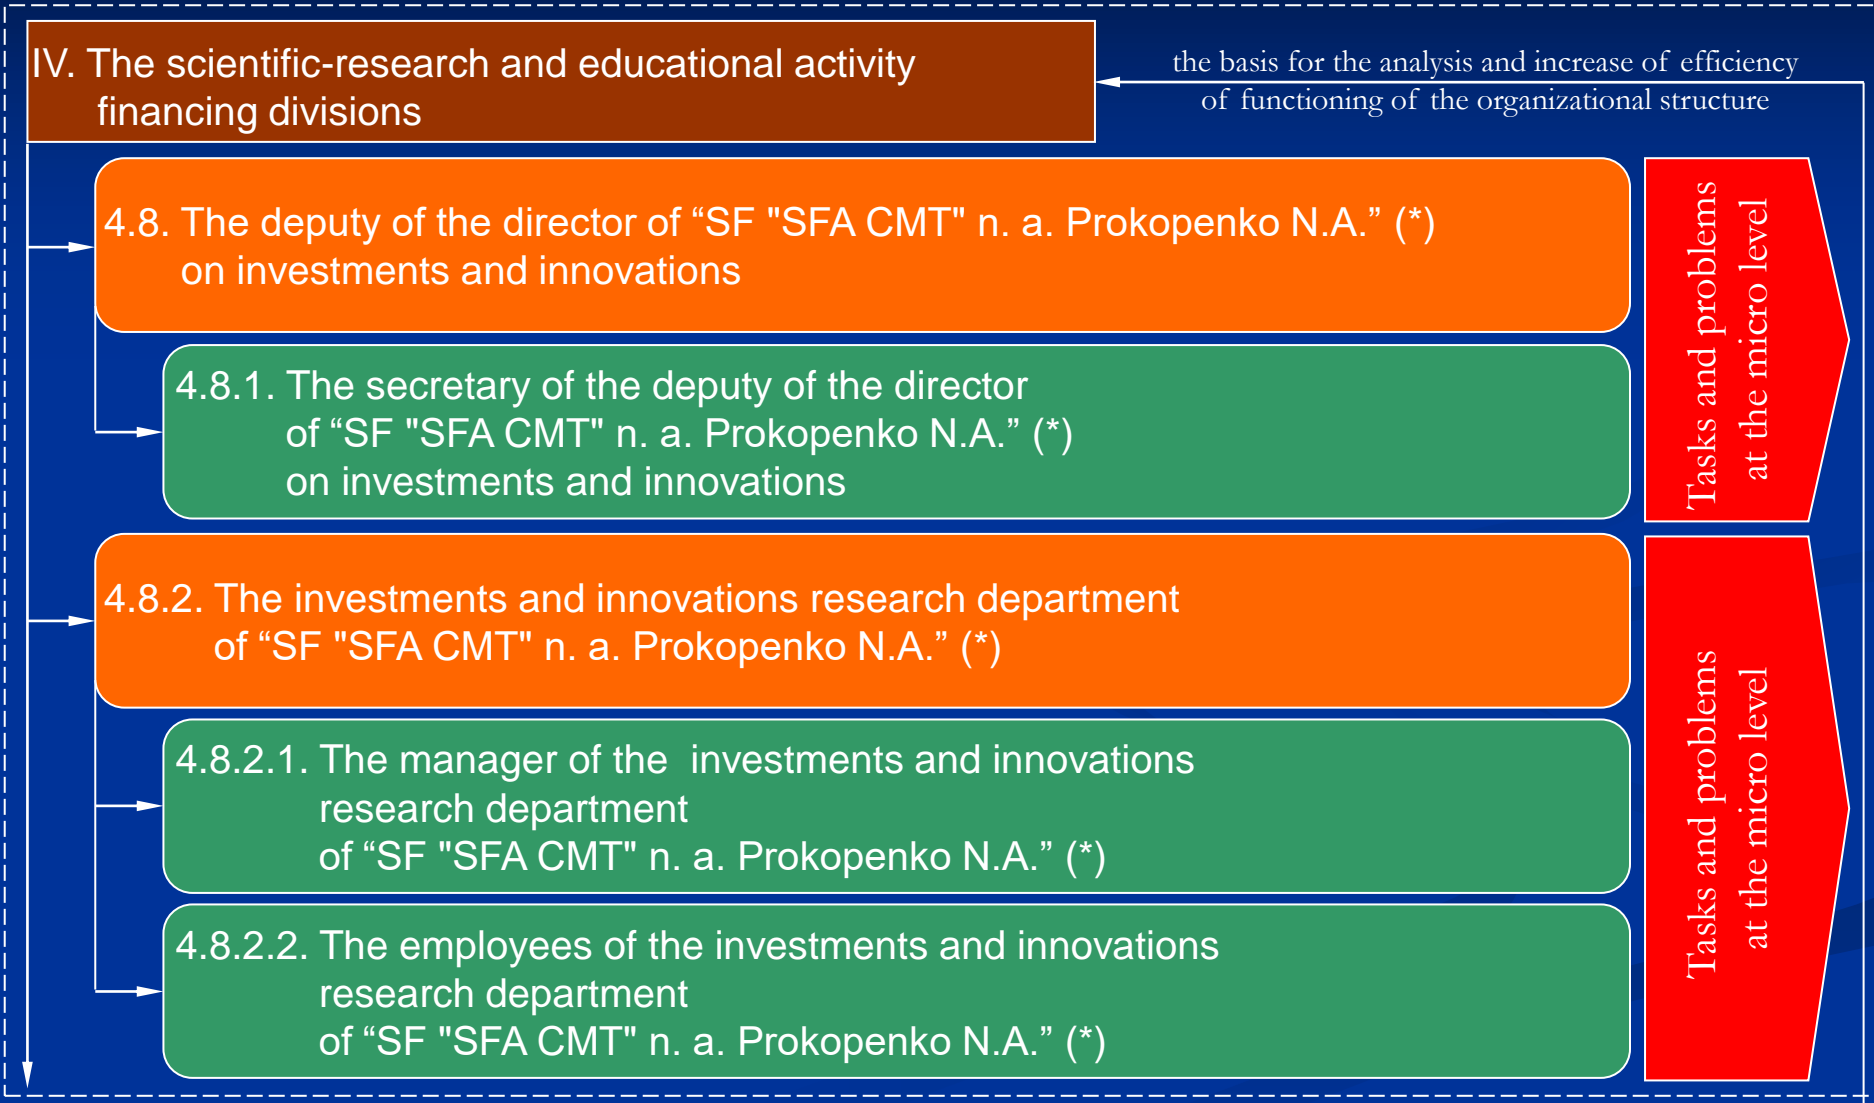 IV. The scientific-research and educational activity
financing divisions
the basis for the analysis and increase of efficiency
of functioning of the organizational structure
4.8. The deputy of the director of “SF "SFA CMT" n. a. Prokopenko N.A.” (*)
on investments and innovations
4.8.1. The secretary of the deputy of the director
of “SF "SFA CMT" n. a. Prokopenko N.A.” (*)
on investments and innovations
Tasks and problems
at the micro level
4.8.2. The investments and innovations research department
of “SF "SFA CMT" n. a. Prokopenko N.A.” (*)
4.8.2.1. The manager of the  investments and innovations
research department
of “SF "SFA CMT" n. a. Prokopenko N.A.” (*)
4.8.2.2. The employees of the investments and innovations
research department
of “SF "SFA CMT" n. a. Prokopenko N.A.” (*)
Tasks and problems
at the micro level